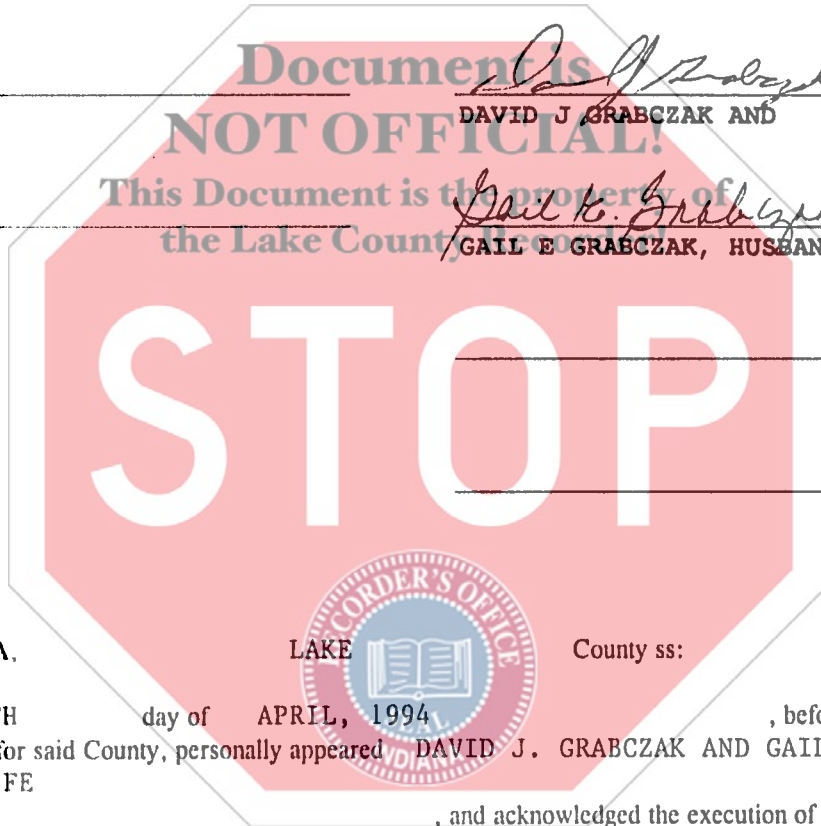 Document is
NOT OFFICIAL!
This Document is the property of
the Lake County Recorder!
DAVID J GRABCZAK AND
GAIL E GRABCZAK, HUSBAN
STOP
RECORDER'S OFFICE
SEAL
INDIANA
A, LAKE County ss:
TH day of APRIL, 1994 , befo
for said County, personally appeared DAVID J. GRABCZAK AND GAIL
FE
, and acknowledged the execution of